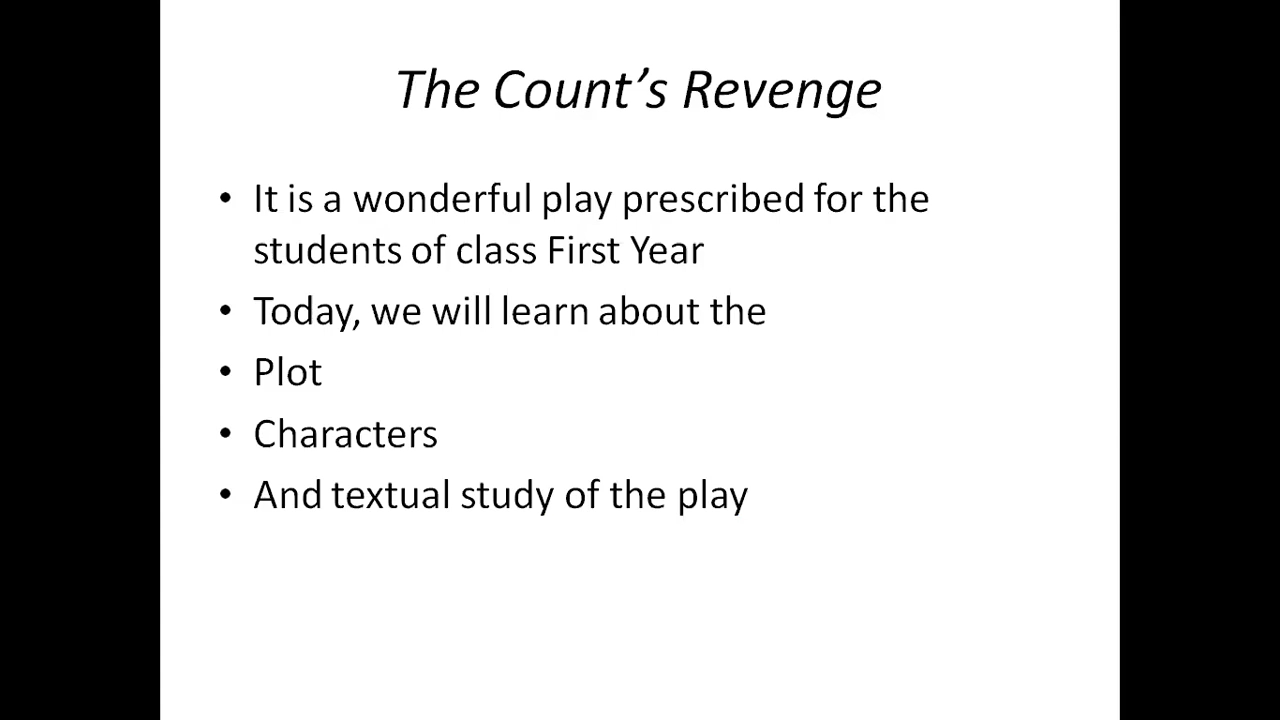 The Count’s Revenge
• It is a wonderful play prescribed for the
students of class First Year
• Today, we will learn about the
• Plot
• Characters
• And textual study of the play